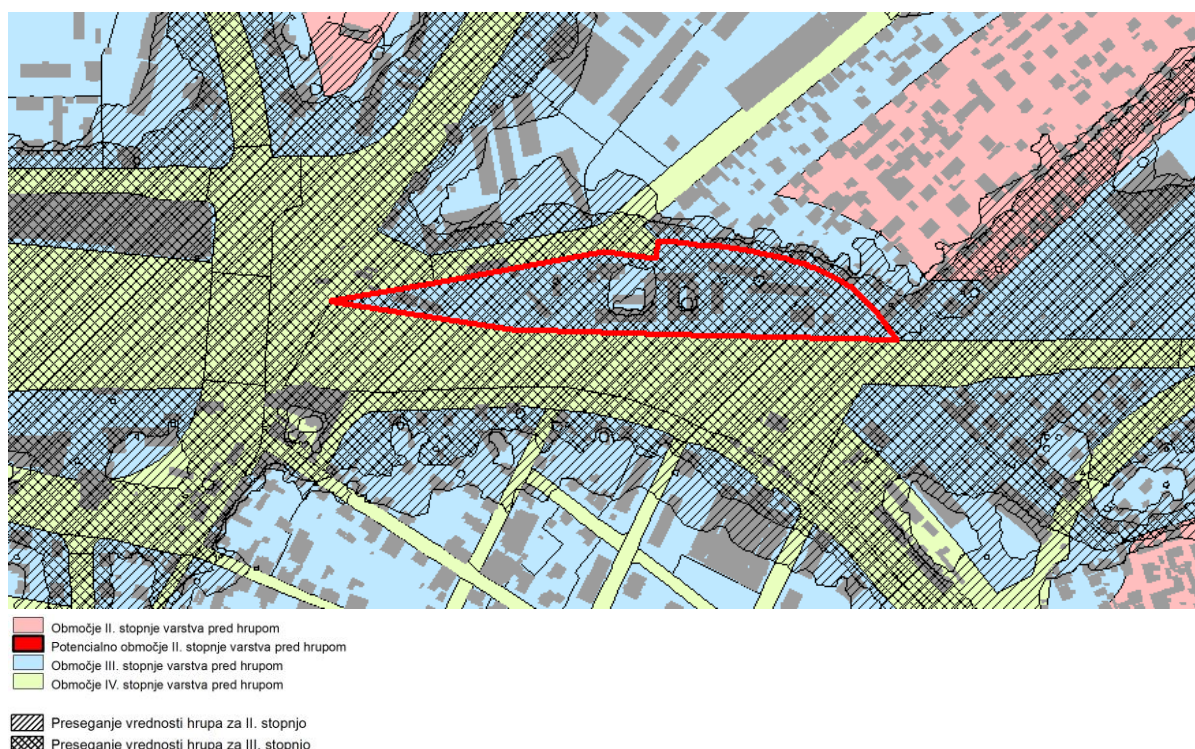 Območje II. stopnje varstva pred hrupom
Potencialno območje II. stopnje varstva pred hrupom
Območje III. stopnje varstva pred hrupom
Območje IV. stopnje varstva pred hrupom
Preseganje vrednosti hrupa za II. stopnjo
Preseganje vrednosti hrupa za III. stopnjo